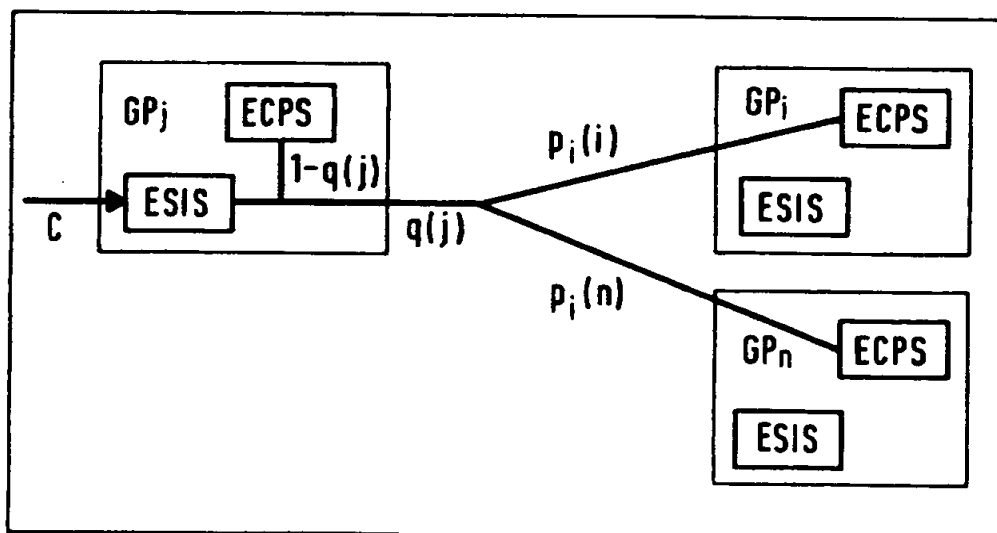 GPj
ECPS
1-q(j)
ESIS
C
q(j)
pi(i)
pi(n)
GPi
ECPS
ESIS
GPn
ECPS
ESIS